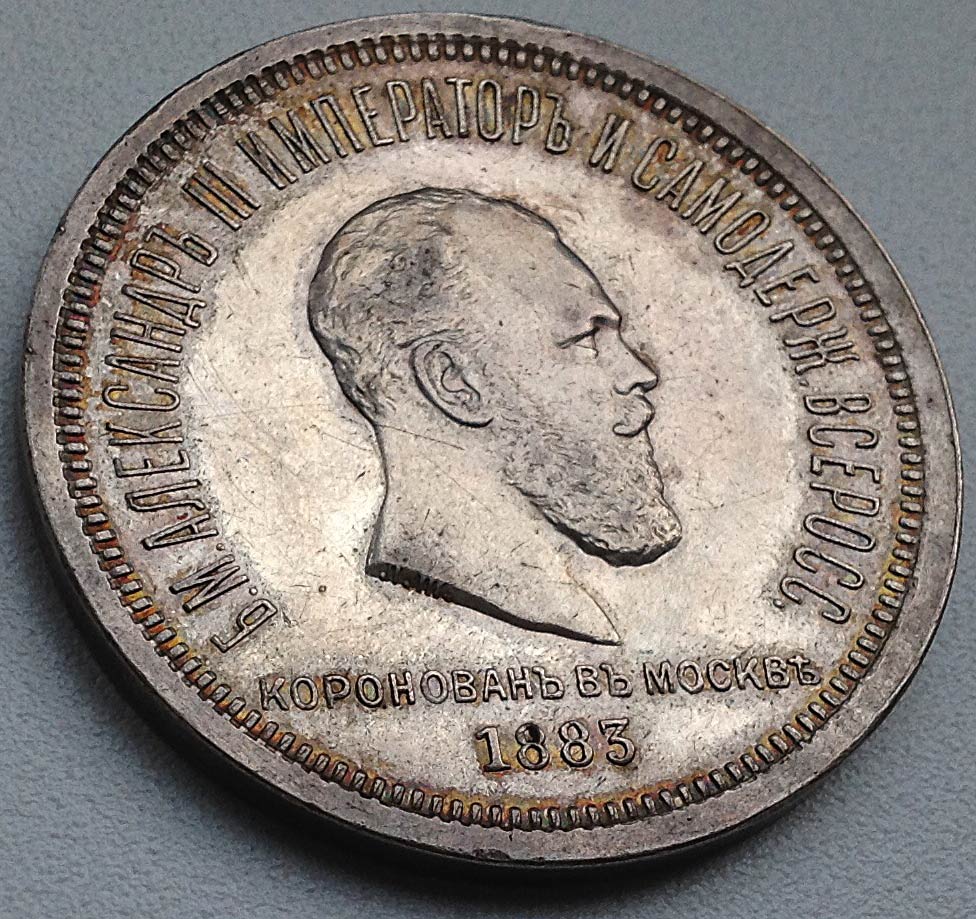 Б.М.АЛЕКСАНДРЪ III ИМПЕРАТОРЪ И САМОДЕРЖ.ВСЕРОСС.
КОРОНОВАНЪ ВЪ МОСКВѢ
1883